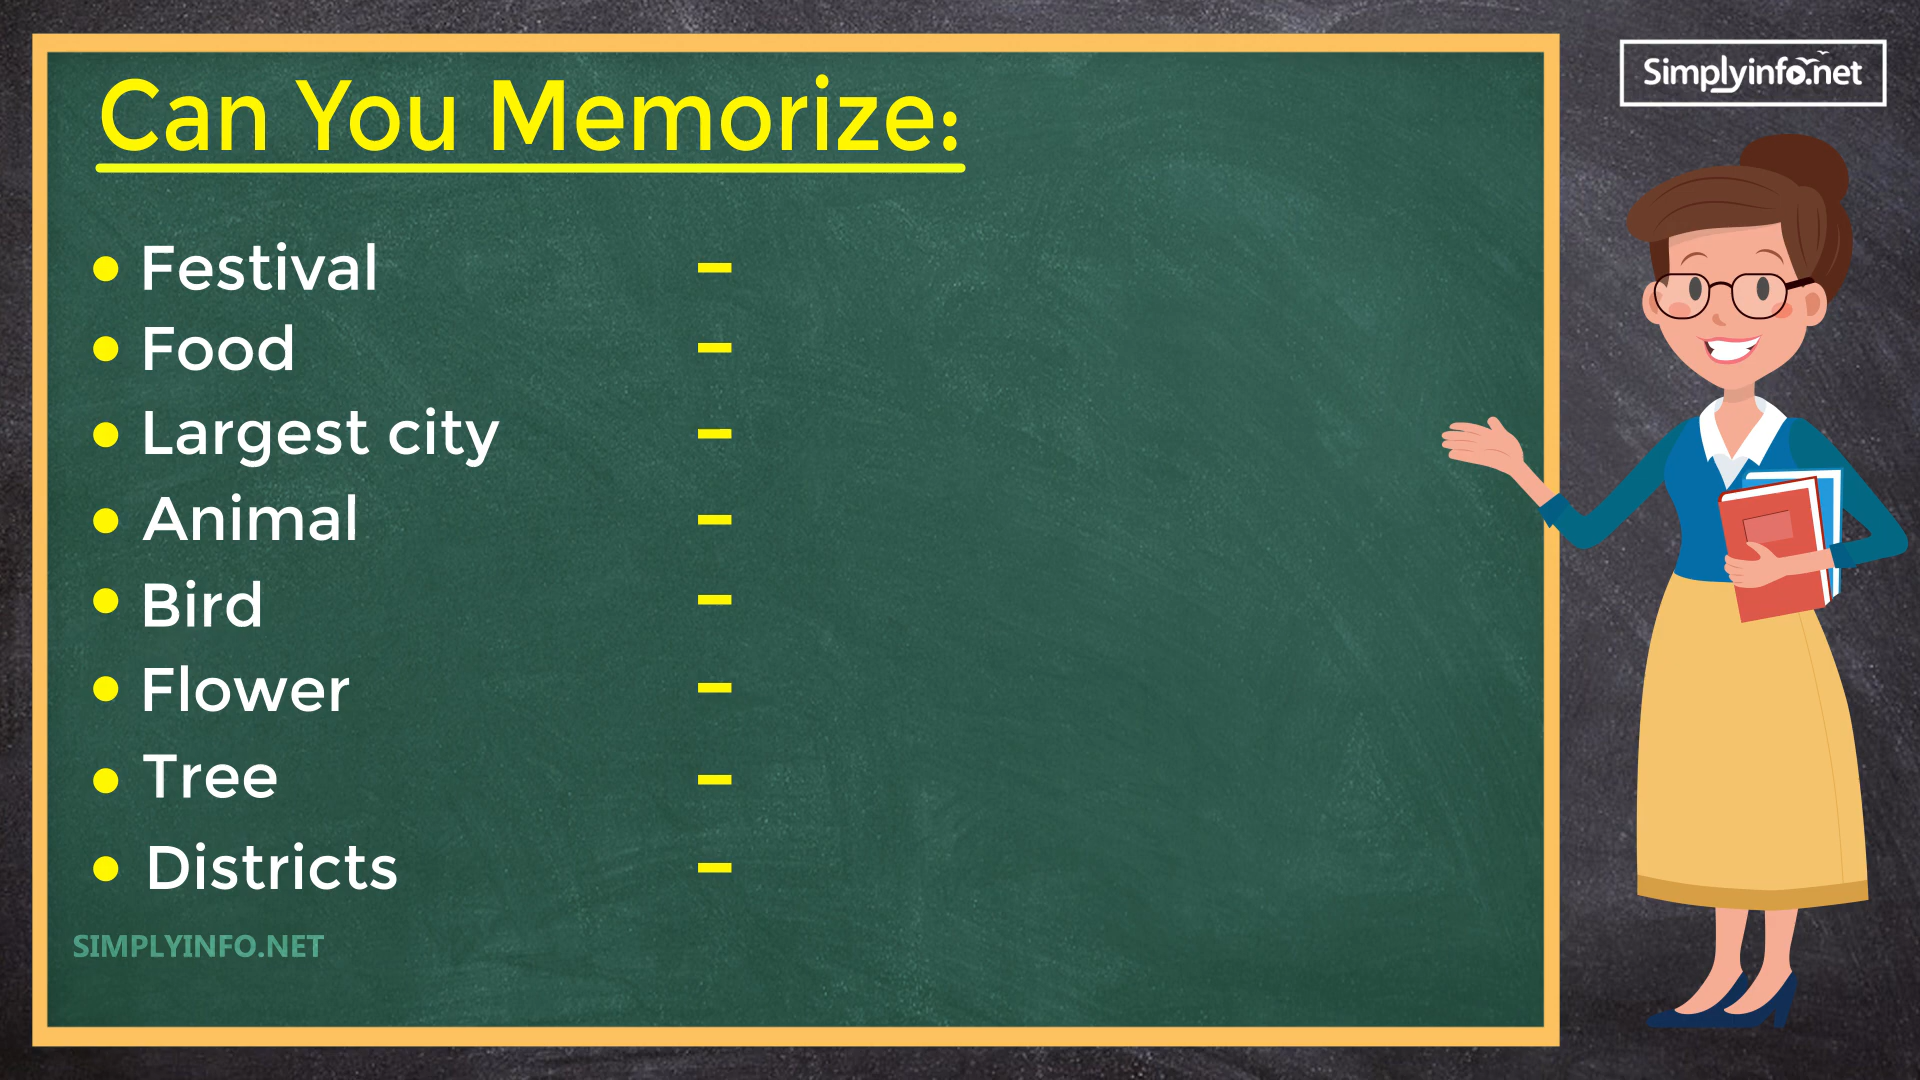 Can You Memorize:
Simplyinfo.net
• Festival -
• Food -
• Largest city -
• Animal -
• Bird -
• Flower -
• Tree -
• Districts -
SIMPLYINFO.NET